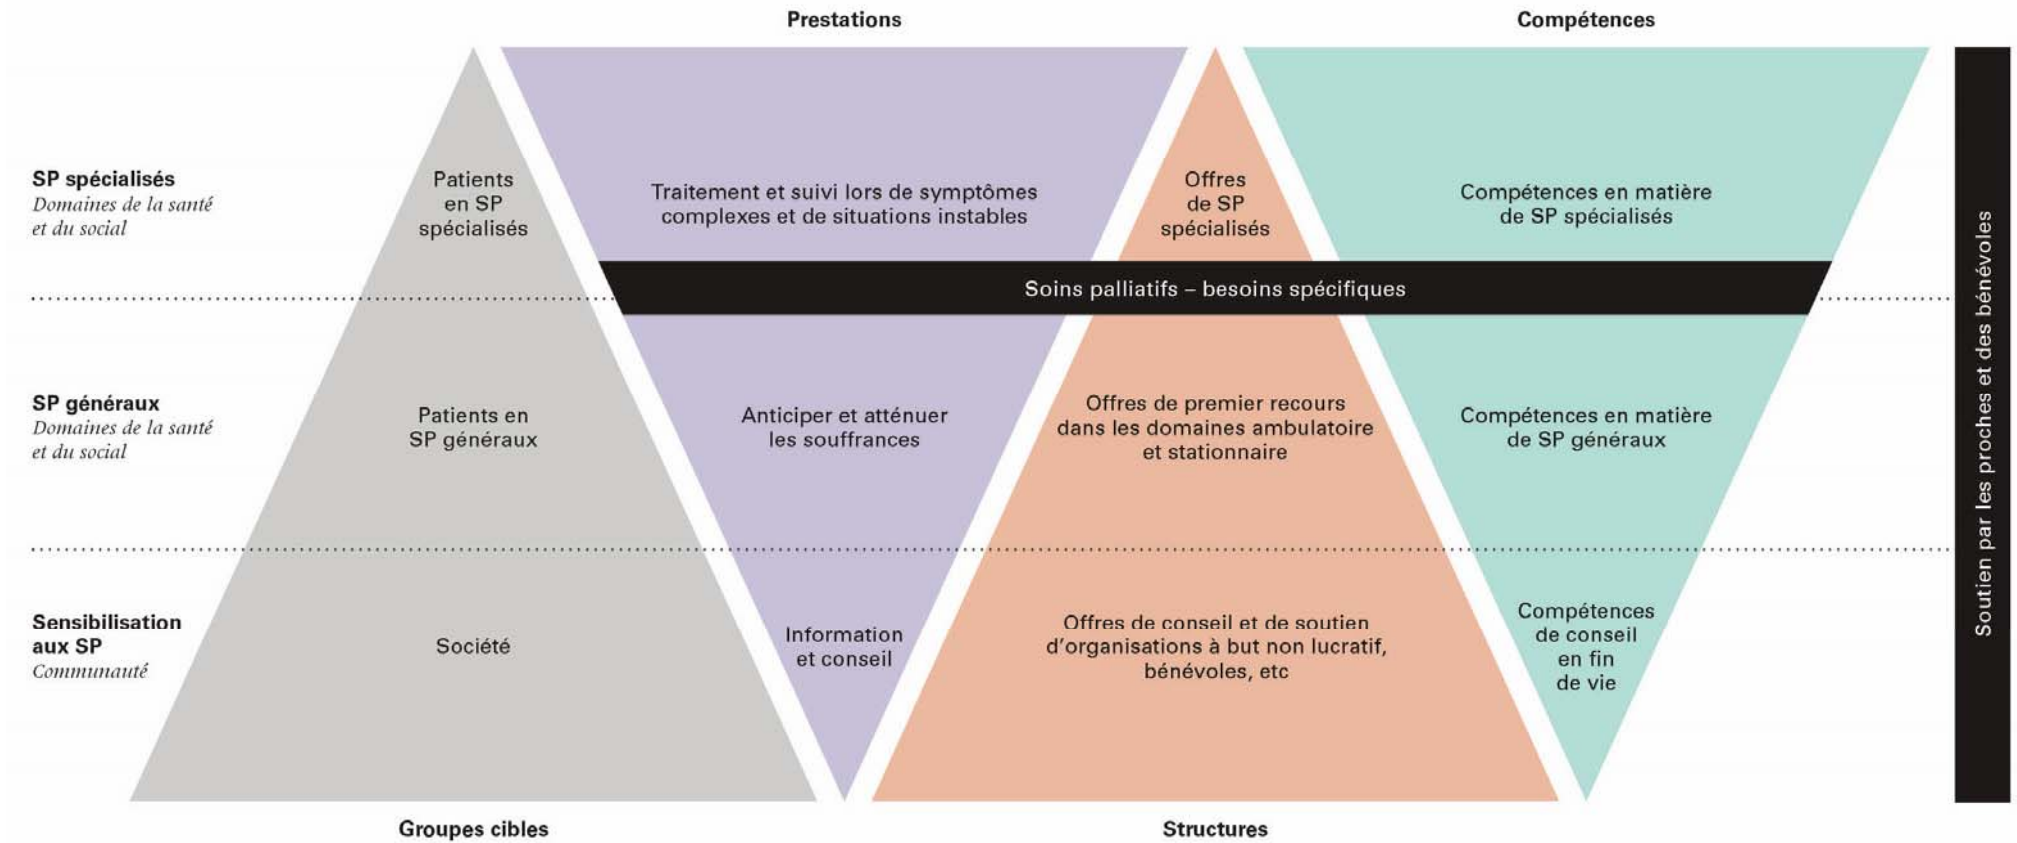 Prestations
Compétences
SP spécialisés
Domaines de la santé
et du social
Patients
en SP
spécialisés
Traitement et suivi lors de symptômes
complexes et de situations instables
Offres
de SP
spécialisés
Compétences en matière
de SP spécialisés
Soins palliatifs – besoins spécifiques
SP généraux
Domaines de la santé
et du social
Patients en
SP généraux
Anticiper et atténuer
les souffrances
Offres de premier recours
dans les domaines ambulatoire
et stationnaire
Compétences en matière
de SP généraux
Sensibilisation
aux SP
Communauté
Société
Information
et conseil
Offres de conseil et de soutien
d'organisations à but non lucratif,
bénévoles, etc
Compétences
de conseil
en fin
de vie
Soutien par les proches et des bénévoles
Groupes cibles
Structures